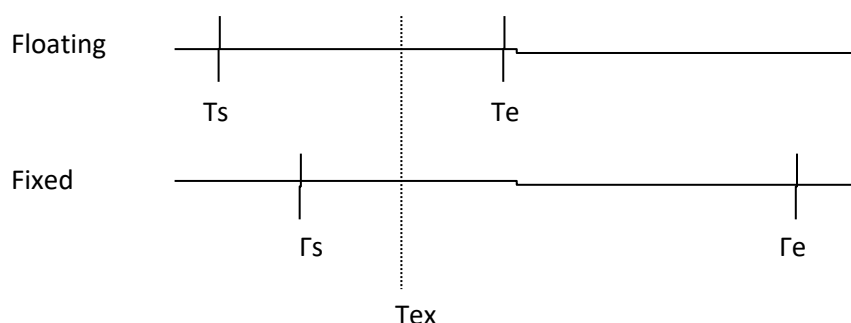 Floating
Ts Te
Fixed
Γs Γe
Tex